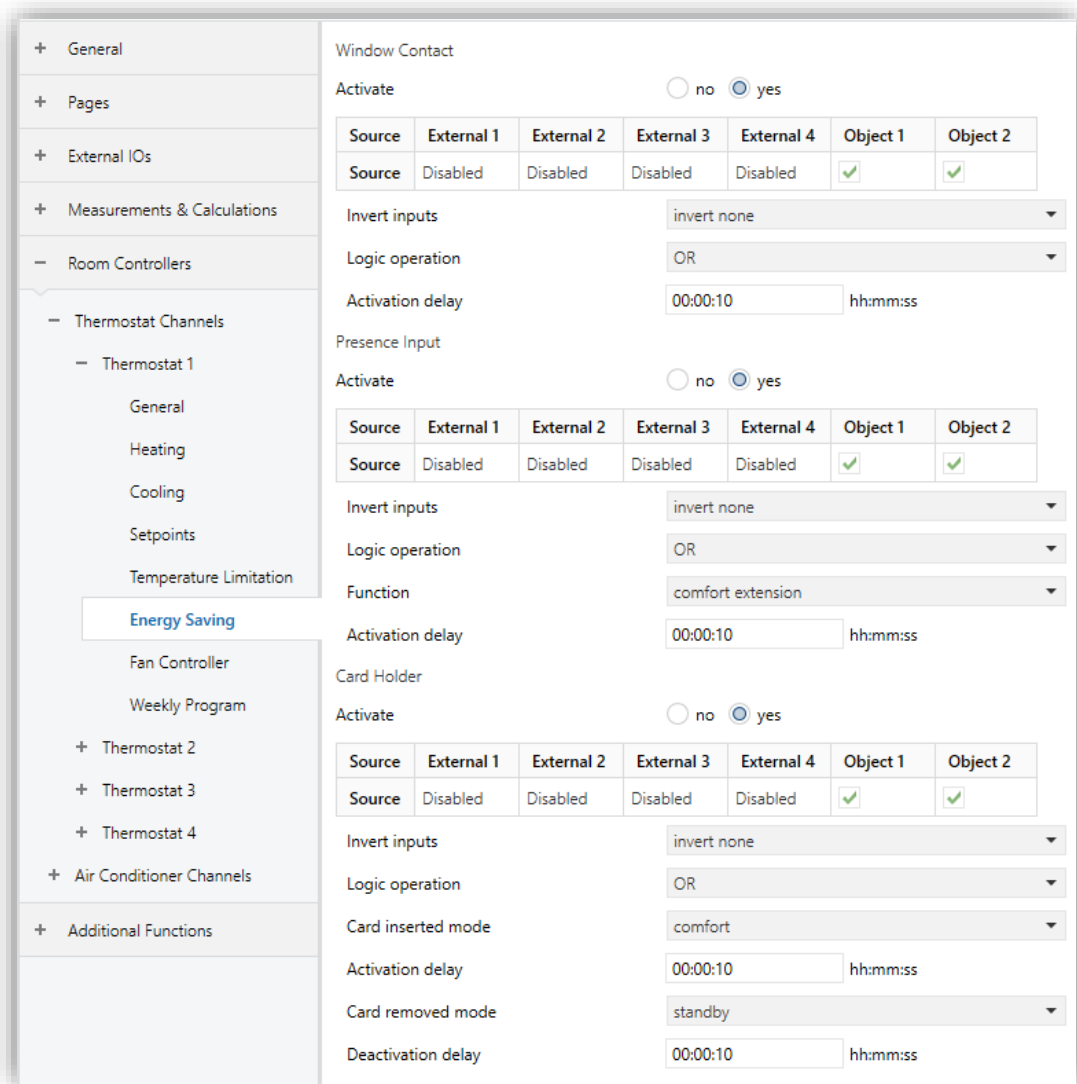 + General
+ Pages
+ External IOs
+ Measurements & Calculations
− Room Controllers
− Thermostat Channels
− Thermostat 1
General
Heating
Cooling
Setpoints
Temperature Limitation
Energy Saving
Fan Controller
Weekly Program
+ Thermostat 2
+ Thermostat 3
+ Thermostat 4
+ Air Conditioner Channels
+ Additional Functions
Window Contact
Activate no yes
Source External 1 External 2 External 3 External 4 Object 1 Object 2
Source Disabled Disabled Disabled Disabled ✓ ✓
Invert inputs invert none
Logic operation OR
Activation delay 00:00:10 hh:mm:ss
Presence Input
Activate no yes
Source External 1 External 2 External 3 External 4 Object 1 Object 2
Source Disabled Disabled Disabled Disabled ✓ ✓
Invert inputs invert none
Logic operation OR
Function comfort extension
Activation delay 00:00:10 hh:mm:ss
Card Holder
Activate no yes
Source External 1 External 2 External 3 External 4 Object 1 Object 2
Source Disabled Disabled Disabled Disabled ✓ ✓
Invert inputs invert none
Logic operation OR
Card inserted mode comfort
Activation delay 00:00:10 hh:mm:ss
Card removed mode standby
Deactivation delay 00:00:10 hh:mm:ss